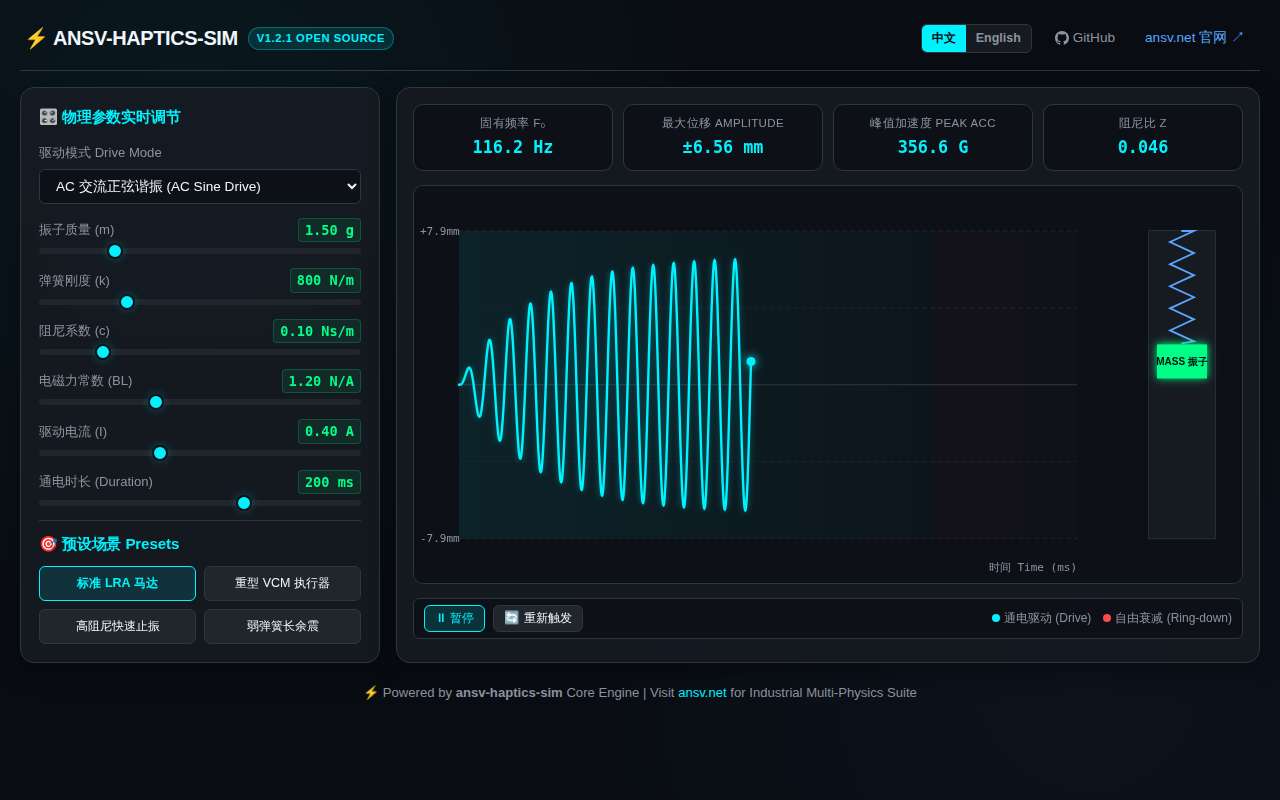 ⚡ ANSV-HAPTICS-SIM V1.2.1 OPEN SOURCE 中文 English GitHub ansv.net 官网 ↗
🎛️ 物理参数实时调节
驱动模式 Drive Mode
AC 交流正弦谐振 (AC Sine Drive)
振子质量 (m) 1.50 g
弹簧刚度 (k) 800 N/m
阻尼系数 (c) 0.10 Ns/m
电磁力常数 (BL) 1.20 N/A
驱动电流 (I) 0.40 A
通电时长 (Duration) 200 ms
🎯 预设场景 Presets
标准 LRA 马达 重型 VCM 执行器
高阻尼快速止振 弱弹簧长余震
固有频率 F₀
116.2 Hz
最大位移 AMPLITUDE
±6.56 mm
峰值加速度 PEAK ACC
356.6 G
阻尼比 Ζ
0.046
+7.9mm
-7.9mm
MASS 振子
时间 Time (ms)
⏸ 暂停 🔄 重新触发 通电驱动 (Drive) 自由衰减 (Ring-down)
⚡ Powered by ansv-haptics-sim Core Engine | Visit ansv.net for Industrial Multi-Physics Suite